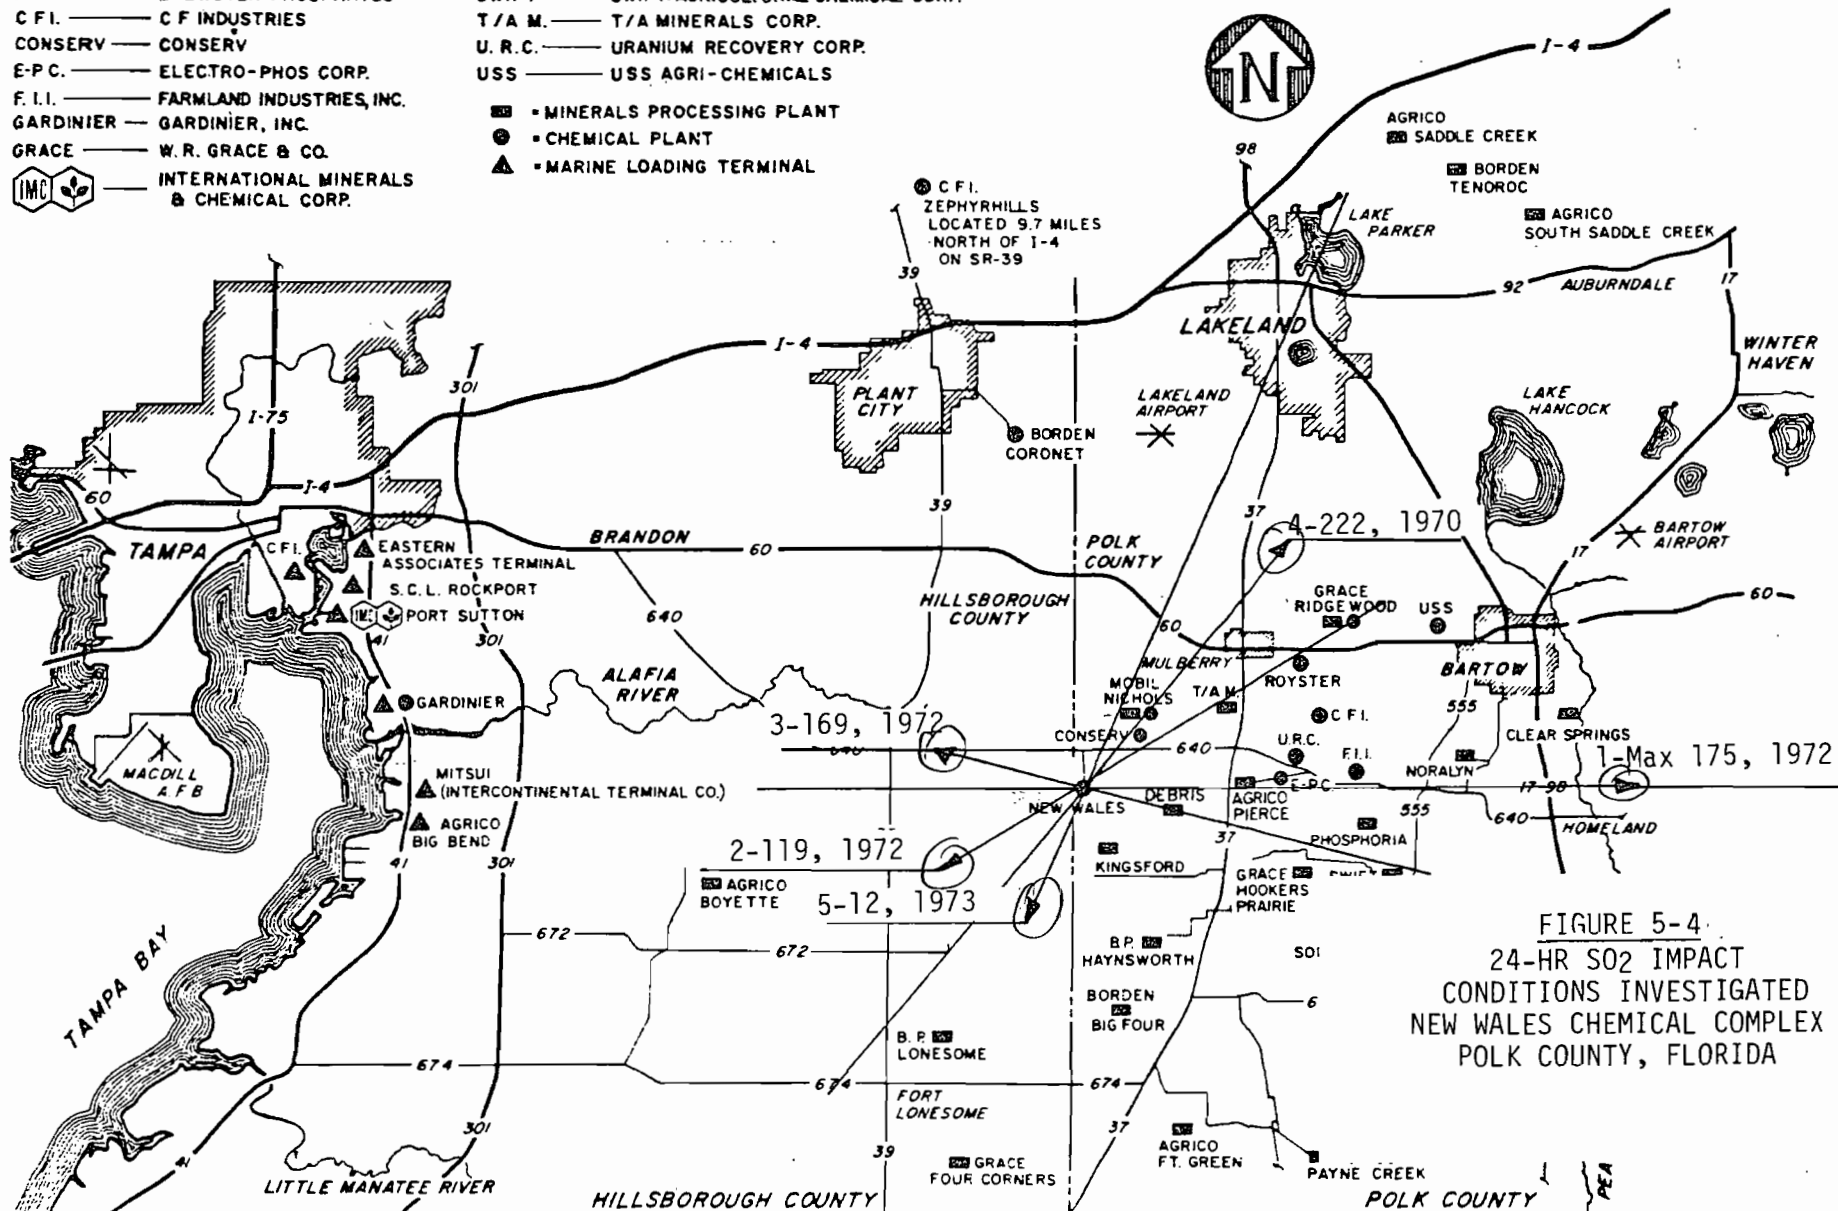 C F I. C F INDUSTRIES
CONSERV CONSERV
E-P C. ELECTRO-PHOS CORP.
F. I.I. FARMLAND INDUSTRIES, INC.
GARDINIER GARDINIER, INC.
GRACE W. R. GRACE & CO.
IMC INTERNATIONAL MINERALS
& CHEMICAL CORP.
T/A M. T/A MINERALS CORP.
U. R.C. URANIUM RECOVERY CORP.
USS USS AGRI-CHEMICALS
= MINERALS PROCESSING PLANT
= CHEMICAL PLANT
= MARINE LOADING TERMINAL
N
I-4
98
AGRICO
SADDLE CREEK
BORDEN
TENOROC
AGRICO
SOUTH SADDLE CREEK
C F I.
ZEPHYRHILLS
LOCATED 9.7 MILES
NORTH OF I-4
ON SR-39
39
LAKE
PARKER
92
AUBURNDALE
17
LAKELAND
WINTER
HAVEN
I-4
PLANT
CITY
LAKELAND
AIRPORT
LAKE
HANCOCK
301
I-75
BORDEN
CORONET
I-4
60
39
37
4-222, 1970
BARTOW
AIRPORT
17
TAMPA
C F I.
EASTERN
ASSOCIATES TERMINAL
S.C.L. ROCKPORT
IMC PORT SUTTON
BRANDON
60
POLK
COUNTY
HILLSBOROUGH
COUNTY
GRACE
RIDGEWOOD
USS
60
41
301
640
60
MULBERRY
ROYSTER
BARTOW
ALAFIA
RIVER
MOBIL
NICHOLS
T/A M.
555
GARDINIER
3-169, 1972
CONSERV
640
C F I.
U.R.C.
F.I.I.
CLEAR SPRINGS
NORALYN
1-Max 175, 1972
MACDILL
A.F.B
MITSUI
(INTERCONTINENTAL TERMINAL CO.)
NEW WALES
DEBRIS
AGRICO
PIERCE
E-P.C.
17-98
555
640
HOMELAND
AGRICO
BIG BEND
PHOSPHORIA
41
301
2-119, 1972
37
KINGSFORD
AGRICO
BOYETTE
5-12, 1973
GRACE
HOOKERS
PRAIRIE
FIGURE 5-4
24-HR SO2 IMPACT
CONDITIONS INVESTIGATED
NEW WALES CHEMICAL COMPLEX
POLK COUNTY, FLORIDA
672
672
B.P.
HAYNSWORTH
SOI
TAMPA BAY
BORDEN
BIG FOUR
6
B. P.
LONESOME
674
674
674
FORT
LONESOME
301
37
39
AGRICO
FT. GREEN
41
GRACE
FOUR CORNERS
PAYNE CREEK
LITTLE MANATEE RIVER
HILLSBOROUGH COUNTY
POLK COUNTY
PEA